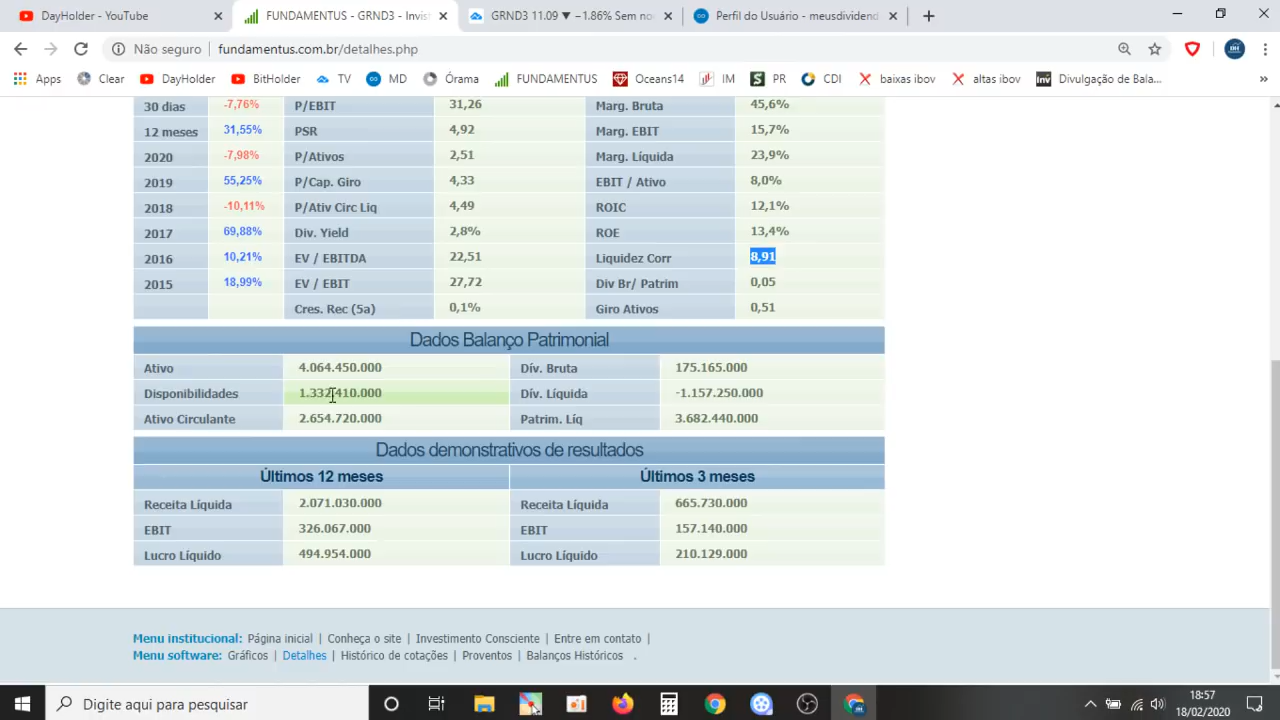 DayHolder - YouTube
FUNDAMENTUS - GRND3 - Invis
GRND3 11.09 ▼ −1.86% Sem no
Perfil do Usuário - meusdividend
Não seguro | fundamentus.com.br/detalhes.php
Apps Clear DayHolder BitHolder TV MD Órama FUNDAMENTUS Oceans14 IM PR CDI baixas ibov altas ibov Divulgação de Bala... »
30 dias -7,76% P/EBIT 31,26 Marg. Bruta 45,6%
12 meses 31,55% PSR 4,92 Marg. EBIT 15,7%
2020 -7,98% P/Ativos 2,51 Marg. Líquida 23,9%
2019 55,25% P/Cap. Giro 4,33 EBIT / Ativo 8,0%
2018 -10,11% P/Ativ Circ Liq 4,49 ROIC 12,1%
2017 69,88% Div. Yield 2,8% ROE 13,4%
2016 10,21% EV / EBITDA 22,51 Liquidez Corr 8,91
2015 18,99% EV / EBIT 27,72 Div Br/ Patrim 0,05
Cres. Rec (5a) 0,1% Giro Ativos 0,51
Dados Balanço Patrimonial
Ativo 4.064.450.000 Dív. Bruta 175.165.000
Disponibilidades 1.332.410.000 Dív. Líquida -1.157.250.000
Ativo Circulante 2.654.720.000 Patrim. Líq 3.682.440.000
Dados demonstrativos de resultados
Últimos 12 meses Últimos 3 meses
Receita Líquida 2.071.030.000 Receita Líquida 665.730.000
EBIT 326.067.000 EBIT 157.140.000
Lucro Líquido 494.954.000 Lucro Líquido 210.129.000
Menu institucional: Página inicial | Conheça o site | Investimento Consciente | Entre em contato |
Menu software: Gráficos | Detalhes | Histórico de cotações | Proventos | Balanços Históricos .
Digite aqui para pesquisar
18:57
18/02/2020